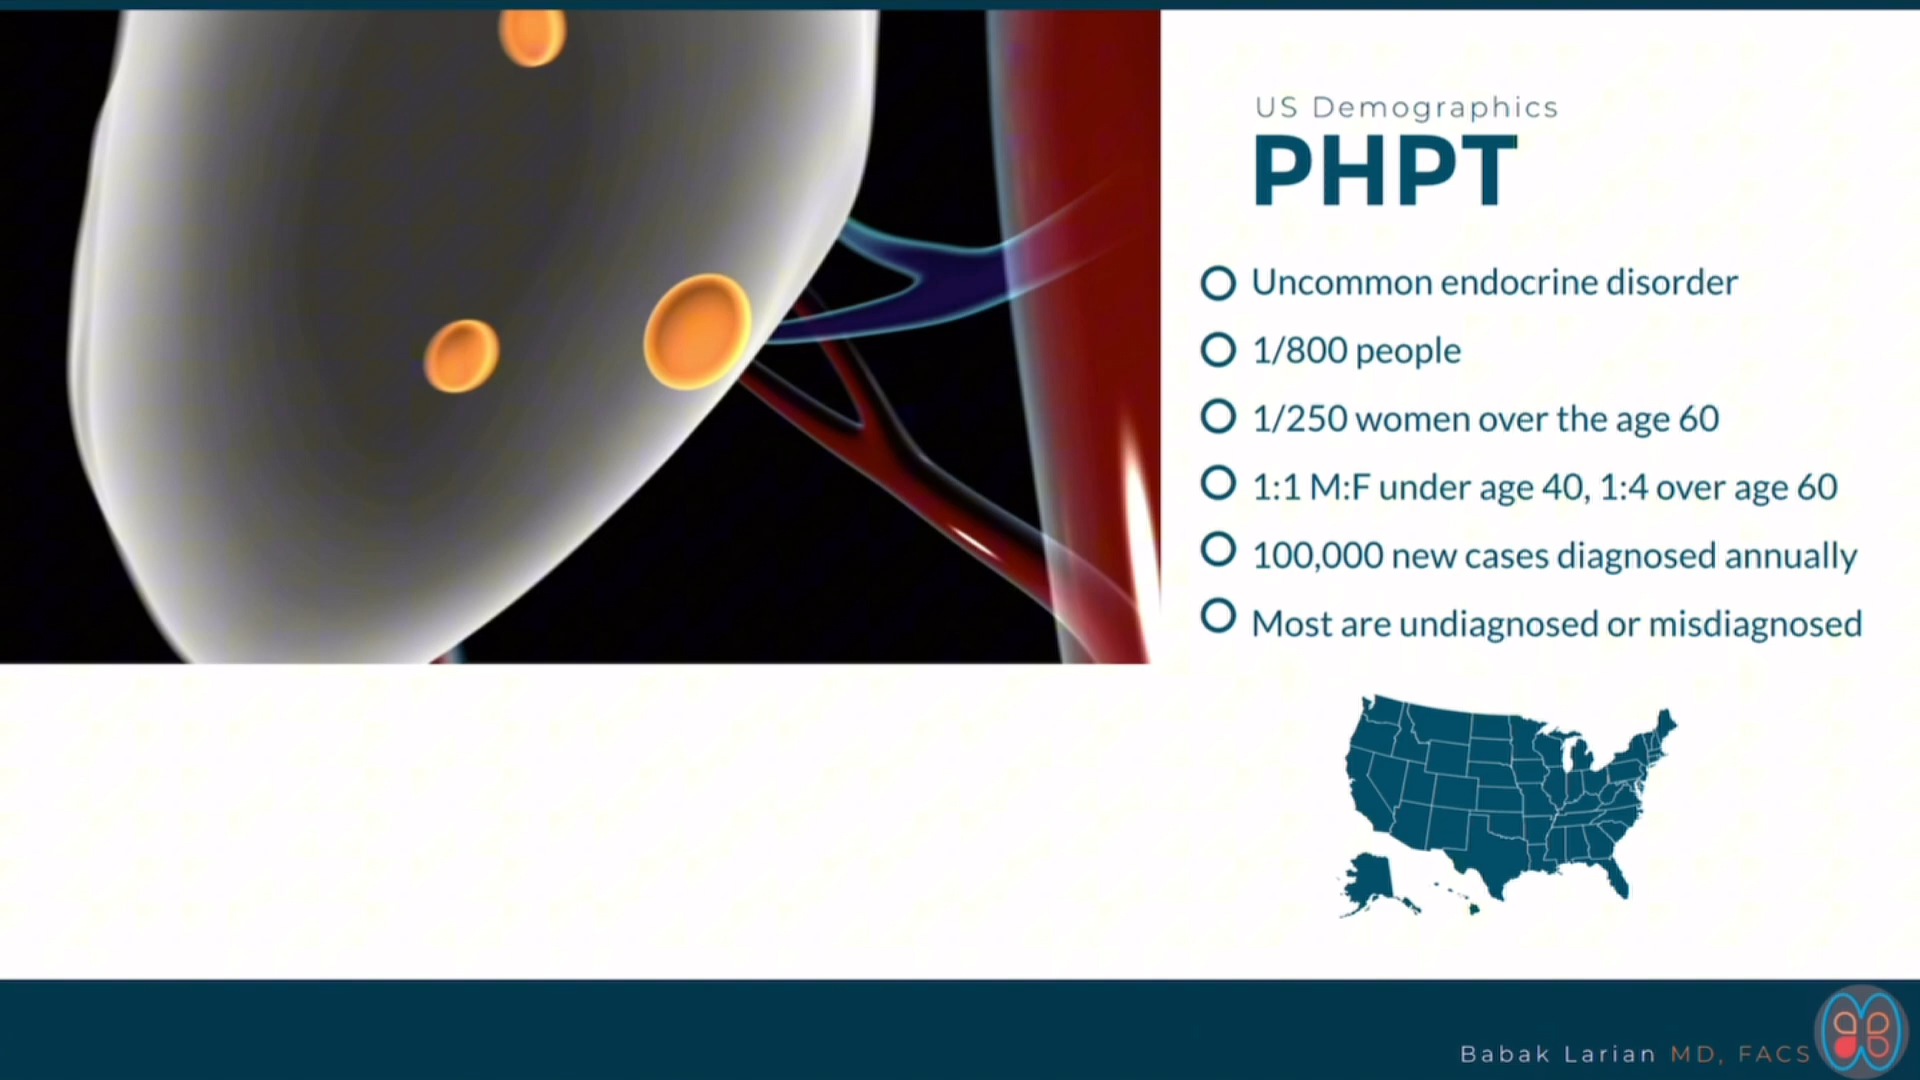 US Demographics
PHPT
Uncommon endocrine disorder
1/800 people
1/250 women over the age 60
1:1 M:F under age 40, 1:4 over age 60
100,000 new cases diagnosed annually
Most are undiagnosed or misdiagnosed
Babak Larian MD, FACS